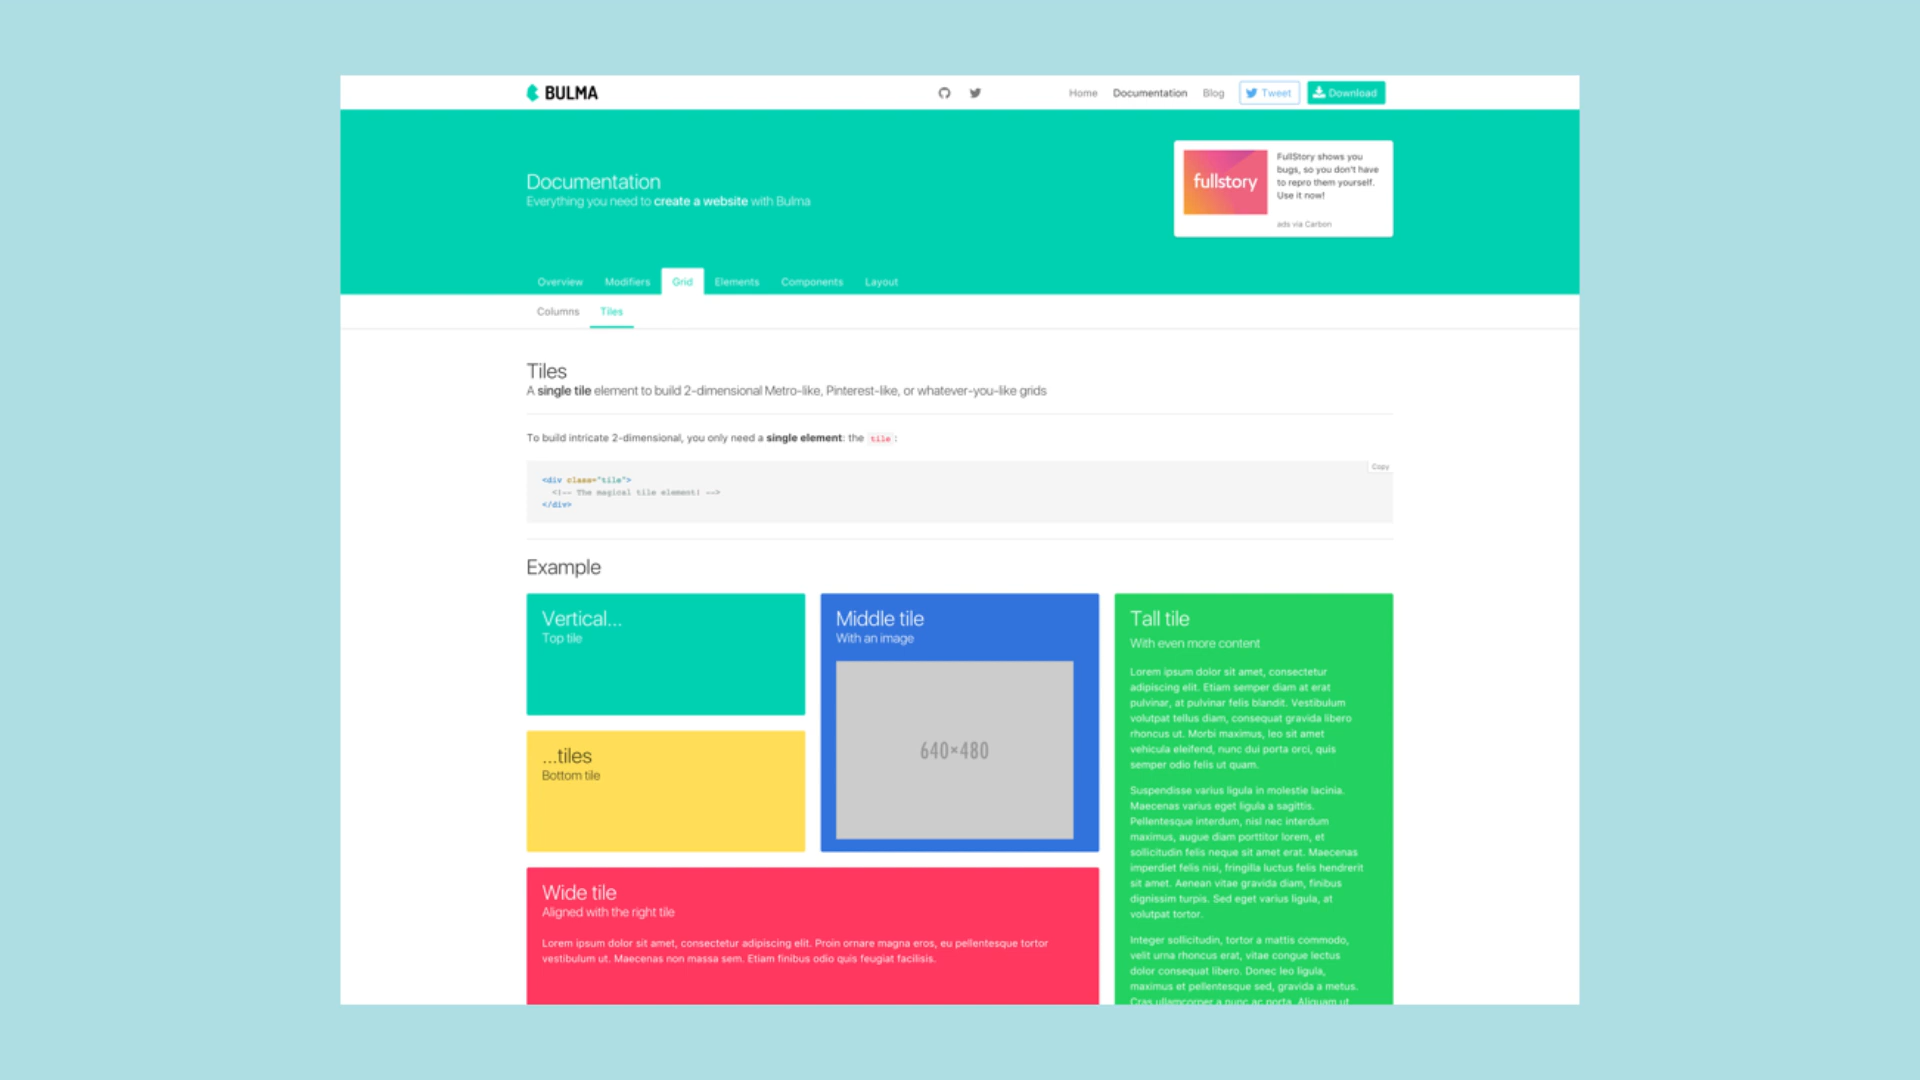 BULMA
Home Documentation Blog Tweet Download
Documentation
Everything you need to create a website with Bulma
fullstory
FullStory shows you
bugs, so you don't have
to repro them yourself.
Use it now!
ads via Carbon
Overview Modifiers Grid Elements Components Layout
Columns Tiles
Tiles
A single tile element to build 2-dimensional Metro-like, Pinterest-like, or whatever-you-like grids
To build intricate 2-dimensional, you only need a single element: the tile :
Copy
<div class="tile">
<!-- The magical tile element! -->
</div>
Example
Vertical...
Top tile
...tiles
Bottom tile
Middle tile
With an image
640×480
Wide tile
Aligned with the right tile
Lorem ipsum dolor sit amet, consectetur adipiscing elit. Proin ornare magna eros, eu pellentesque tortor
vestibulum ut. Maecenas non massa sem. Etiam finibus odio quis feugiat facilisis.
Tall tile
With even more content
Lorem ipsum dolor sit amet, consectetur
adipiscing elit. Etiam semper diam at erat
pulvinar, at pulvinar felis blandit. Vestibulum
volutpat tellus diam, consequat gravida libero
rhoncus ut. Morbi maximus, leo sit amet
vehicula eleifend, nunc dui porta orci, quis
semper odio felis ut quam.
Suspendisse varius ligula in molestie lacinia.
Maecenas varius eget ligula a sagittis.
Pellentesque interdum, nisl nec interdum
maximus, augue diam porttitor lorem, et
sollicitudin felis neque sit amet erat. Maecenas
imperdiet felis nisi, fringilla luctus felis hendrerit
sit amet. Aenean vitae gravida diam, finibus
dignissim turpis. Sed eget varius ligula, at
volutpat tortor.
Integer sollicitudin, tortor a mattis commodo,
velit urna rhoncus erat, vitae congue lectus
dolor consequat libero. Donec leo ligula,
maximus et pellentesque sed, gravida a metus.
Cras ullamcorper a nunc ac porta. Aliquam ut